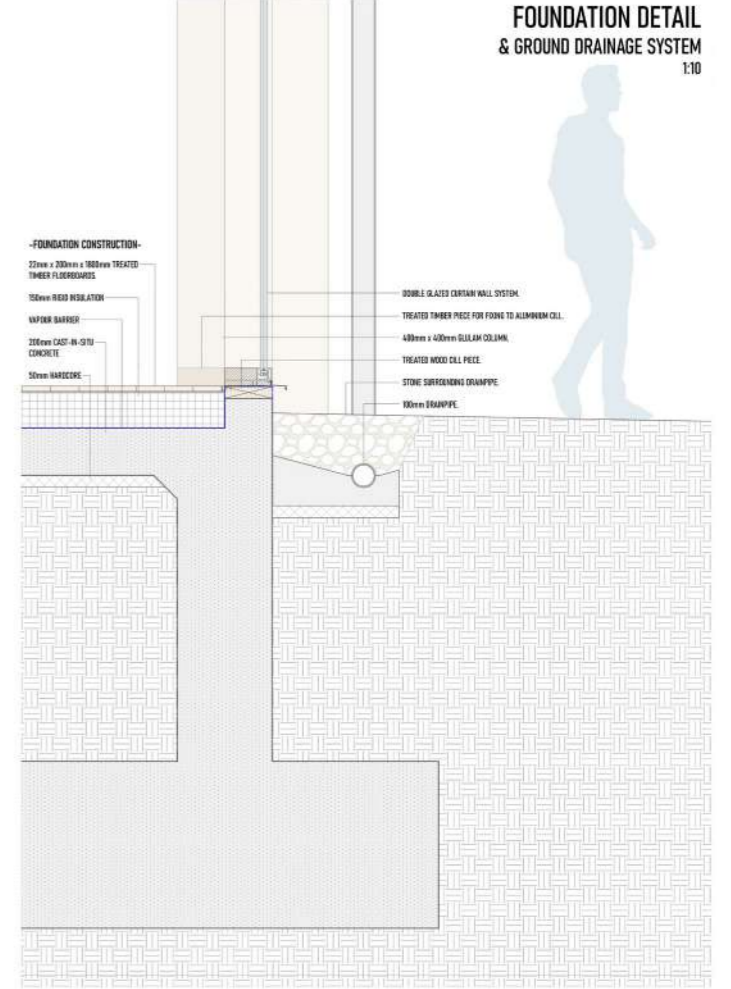 FOUNDATION DETAIL
& GROUND DRAINAGE SYSTEM
1:10
-FOUNDATION CONSTRUCTION-
22mm x 200mm x 1800mm TREATED
TIMBER FLOORBOARDS.
150mm RIGID INSULATION
VAPOUR BARRIER
200mm CAST-IN-SITU
CONCRETE
50mm HARDCORE
DOUBLE GLAZED CURTAIN WALL SYSTEM.
TREATED TIMBER PIECE FOR FIXING TO ALUMINIUM CILL.
400mm x 400mm GLULAM COLUMN.
TREATED WOOD CILL PIECE.
STONE SURROUNDING DRAINPIPE.
100mm DRAINPIPE.